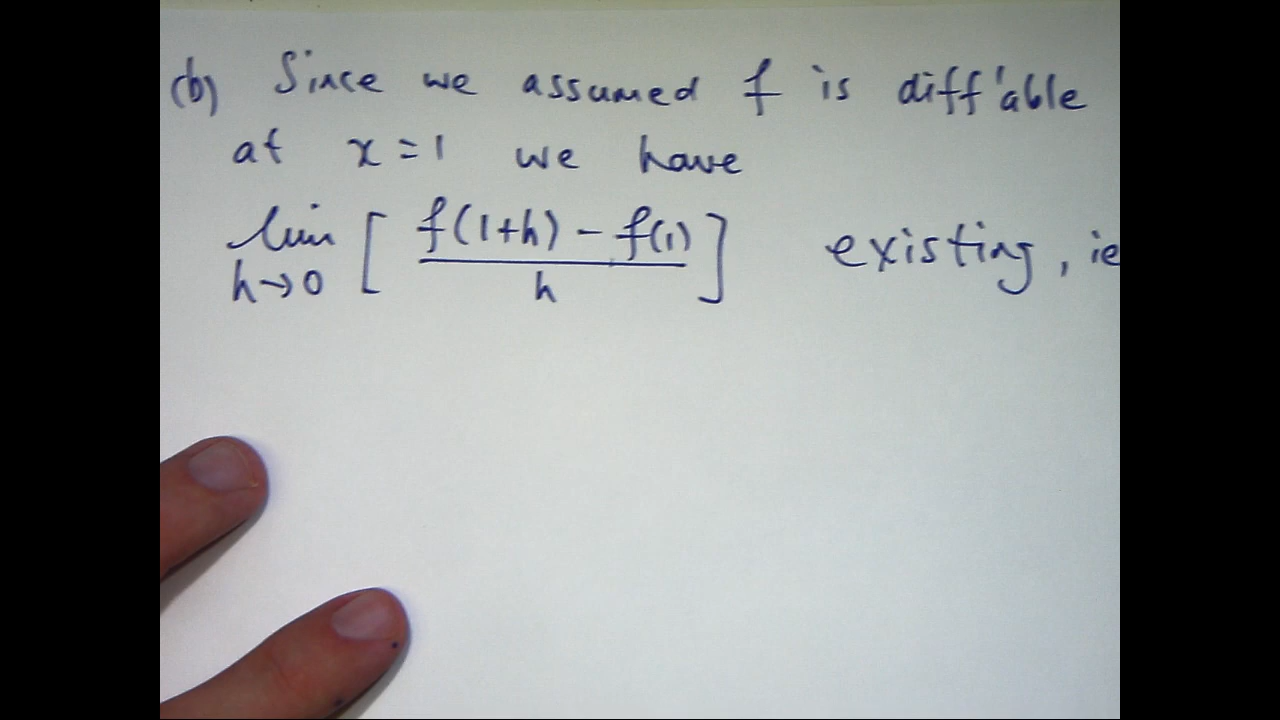 (b) Since we assumed f is diff'able
at x=1 we have
lim h→0 [ f(1+h) - f(1) / h ] existing, ie